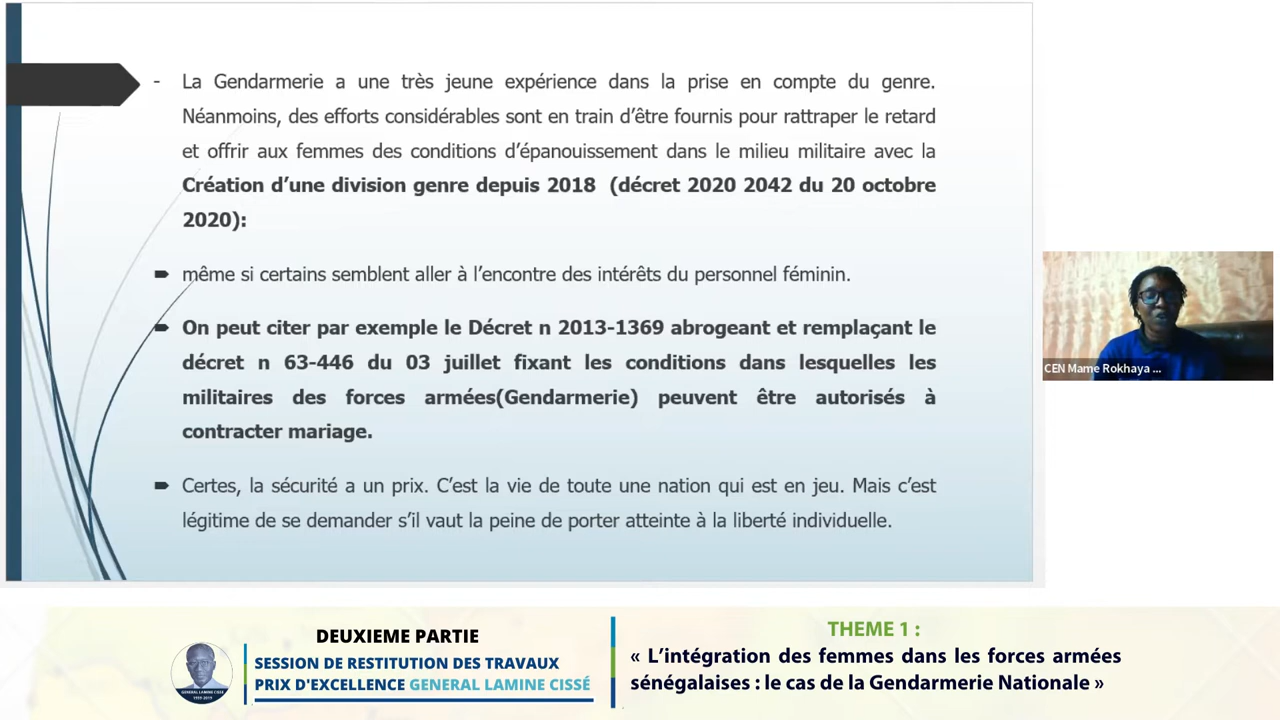 - La Gendarmerie a une très jeune expérience dans la prise en compte du genre.
Néanmoins, des efforts considérables sont en train d’être fournis pour rattraper le retard
et offrir aux femmes des conditions d’épanouissement dans le milieu militaire avec la
Création d’une division genre depuis 2018 (décret 2020 2042 du 20 octobre
2020):
même si certains semblent aller à l’encontre des intérêts du personnel féminin.
On peut citer par exemple le Décret n 2013-1369 abrogeant et remplaçant le
décret n 63-446 du 03 juillet fixant les conditions dans lesquelles les
militaires des forces armées(Gendarmerie) peuvent être autorisés à
contracter mariage.
Certes, la sécurité a un prix. C’est la vie de toute une nation qui est en jeu. Mais c’est
légitime de se demander s’il vaut la peine de porter atteinte à la liberté individuelle.
CEN Mame Rokhaya ...
DEUXIEME PARTIE
SESSION DE RESTITUTION DES TRAVAUX
PRIX D'EXCELLENCE GENERAL LAMINE CISSÉ
GENERAL LAMINE CISSE
THEME 1 :
« L’intégration des femmes dans les forces armées
sénégalaises : le cas de la Gendarmerie Nationale »